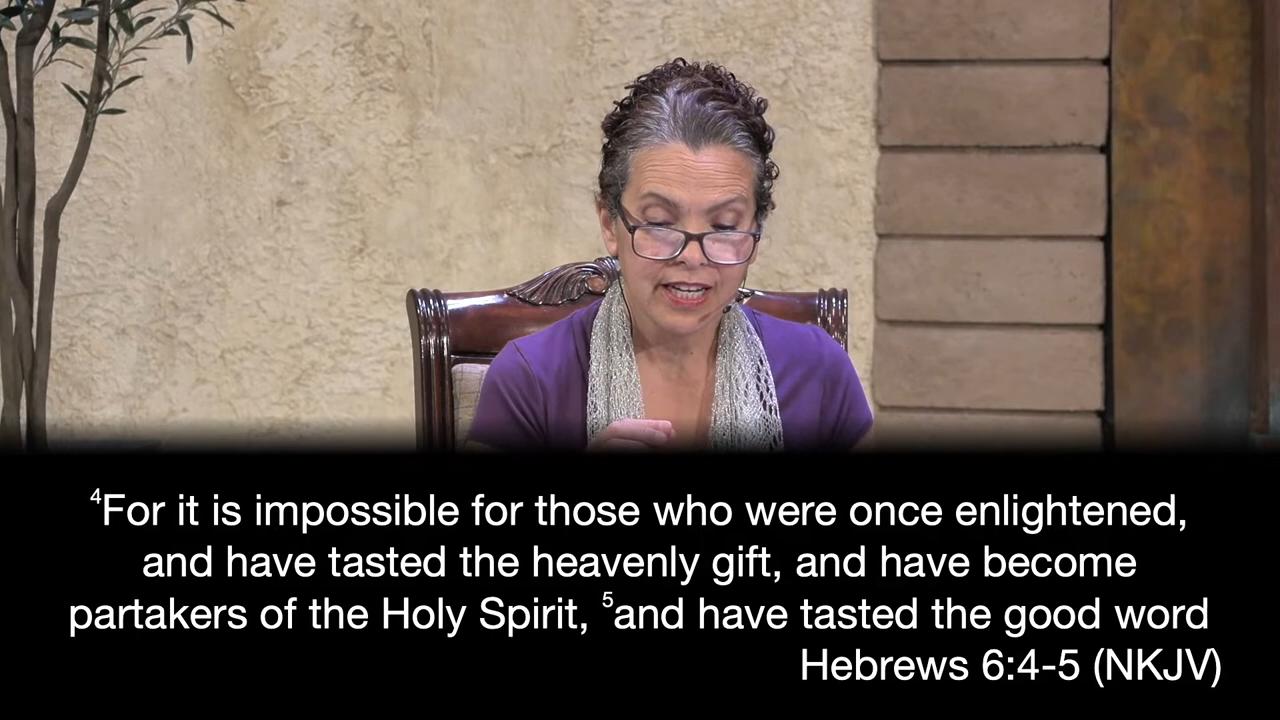 ⁴For it is impossible for those who were once enlightened,
and have tasted the heavenly gift, and have become
partakers of the Holy Spirit, ⁵and have tasted the good word
Hebrews 6:4-5 (NKJV)